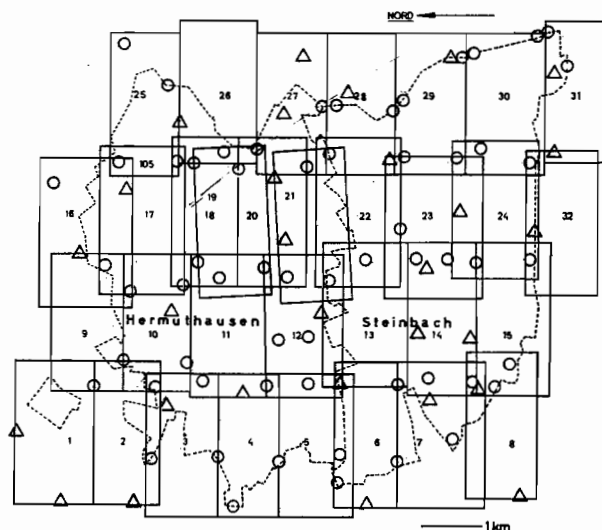 NORD
25 26 27 28 29 30 31
105
16 17 18 19 20 21 22 23 24 32
Hermuthausen Steinbach
9 10 11 12 13 14 15
1 2 3 4 5 6 7 8
1km